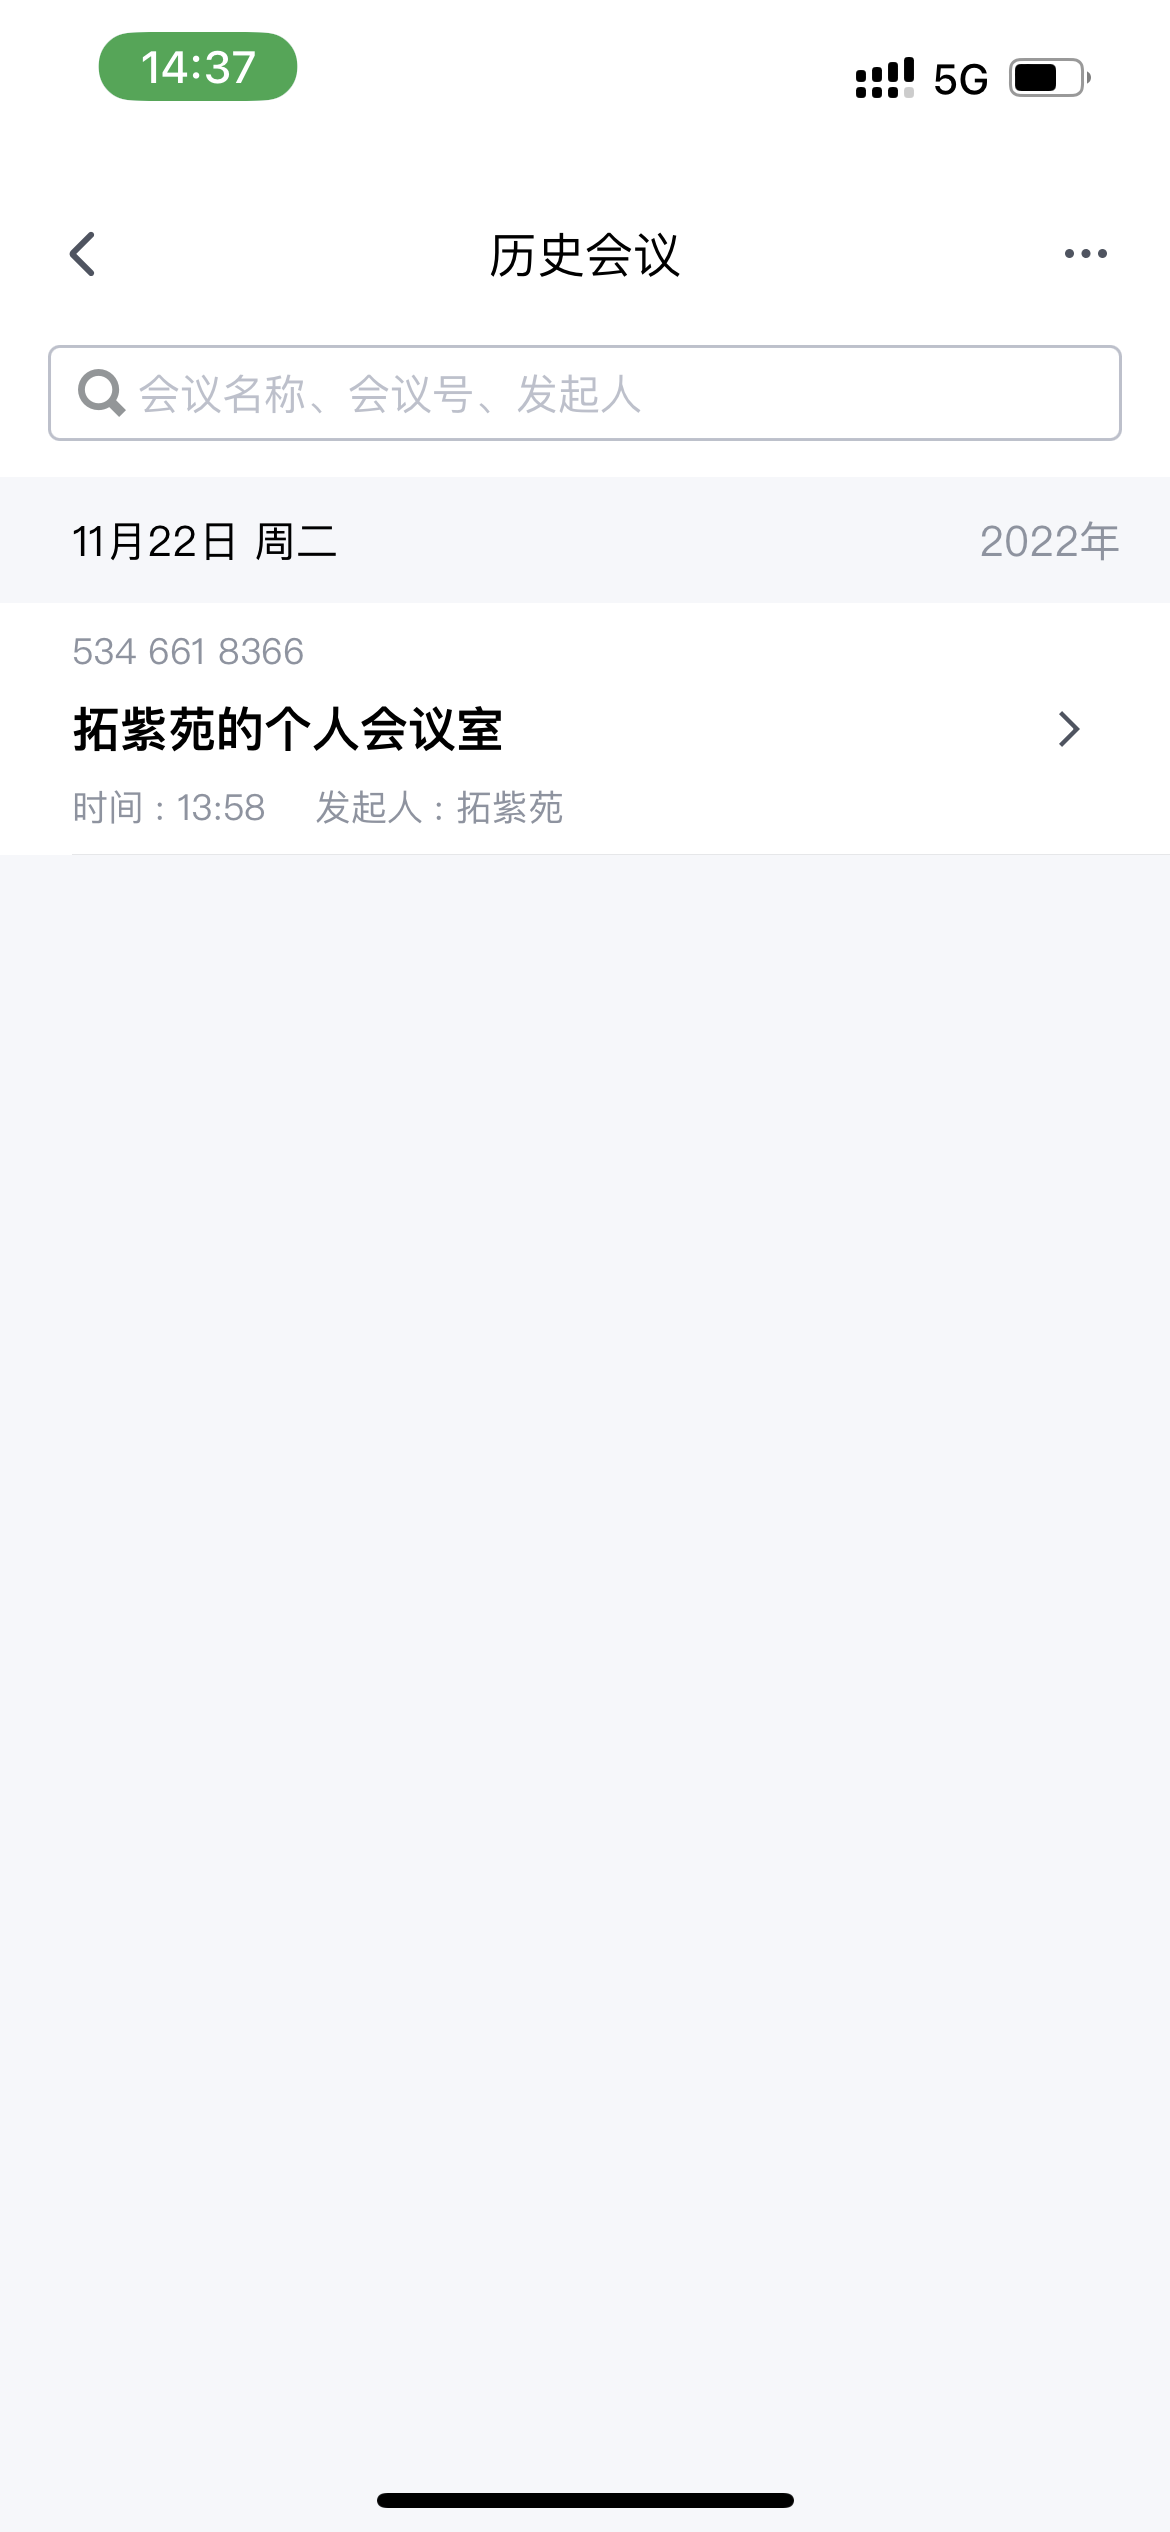 14:37
5G
历史会议
会议名称、会议号、发起人
11月22日 周二
2022年
534 661 8366
拓紫苑的个人会议室
时间：13:58 发起人：拓紫苑